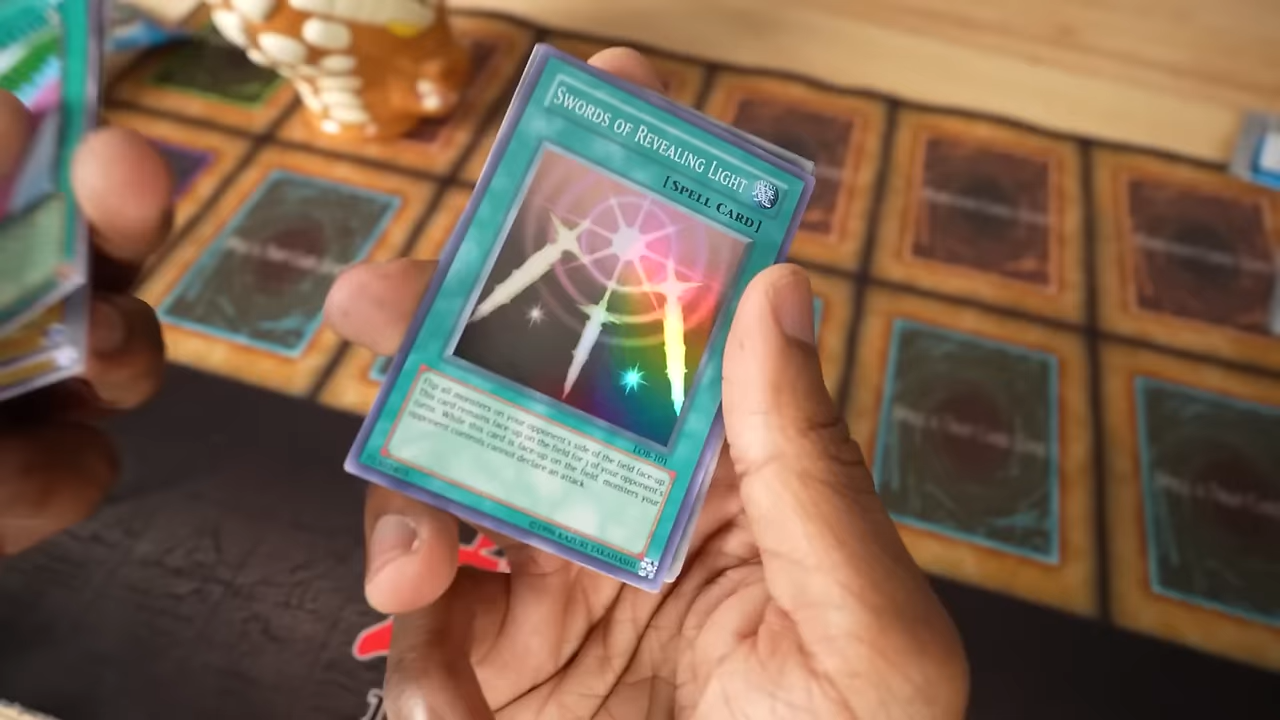 SWORDS OF REVEALING LIGHT
[ SPELL CARD ]
LOB-101
Flip all monsters on your opponent's side of the field face-up.
This card remains face-up on the field for 3 of your opponent's
turns. While this card is face-up on the field, monsters your
opponent controls cannot declare an attack.
©1996 KAZUKI TAKAHASHI